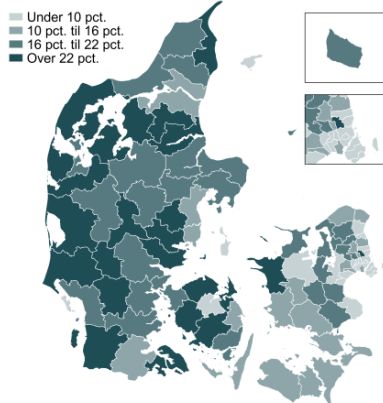 Under 10 pct.
10 pct. til 16 pct.
16 pct. til 22 pct.
Over 22 pct.